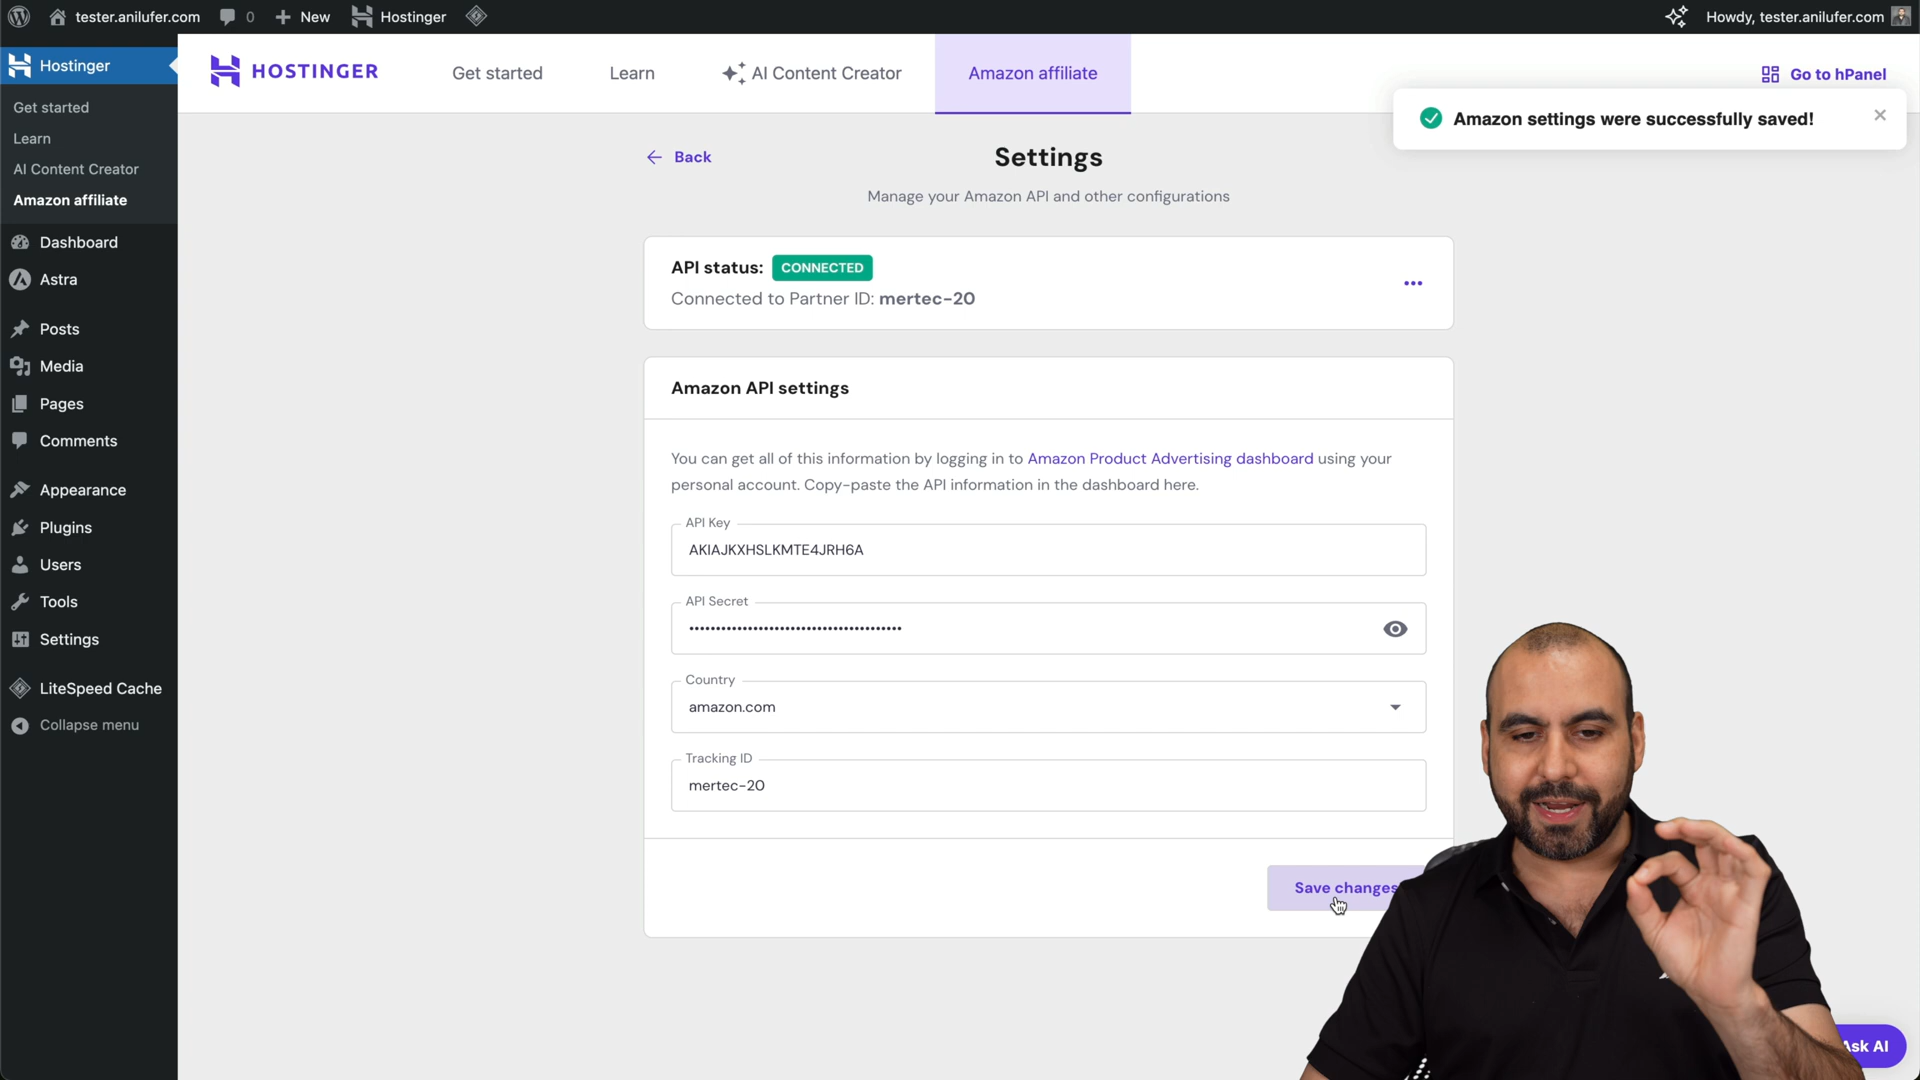 tester.anilufer.com
0
New
Hostinger
Howdy, tester.anilufer.com
Hostinger
Get started
Learn
AI Content Creator
Amazon affiliate
Dashboard
Astra
Posts
Media
Pages
Comments
Appearance
Plugins
Users
Tools
Settings
LiteSpeed Cache
Collapse menu
HOSTINGER
Get started
Learn
AI Content Creator
Amazon affiliate
Go to hPanel
Amazon settings were successfully saved!
Back
Settings
Manage your Amazon API and other configurations
API status: CONNECTED
Connected to Partner ID: mertec-20
Amazon API settings
You can get all of this information by logging in to Amazon Product Advertising dashboard using your
personal account. Copy-paste the API information in the dashboard here.
API Key
AKIAJKXHSLKMTE4JRH6A
API Secret
Country
amazon.com
Tracking ID
mertec-20
Save changes
Ask AI